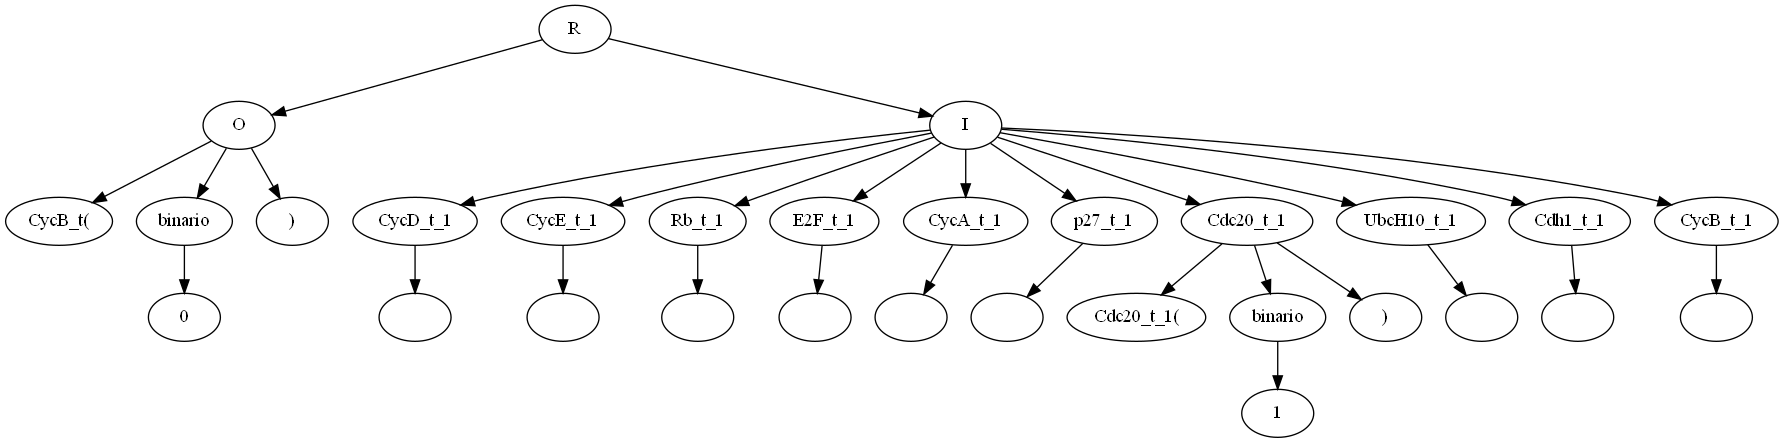 R
O
I
CycB_t(
binario
)
CycD_t_1
CycE_t_1
Rb_t_1
E2F_t_1
CycA_t_1
p27_t_1
Cdc20_t_1
UbcH10_t_1
Cdh1_t_1
CycB_t_1
0
Cdc20_t_1(
binario
)
1